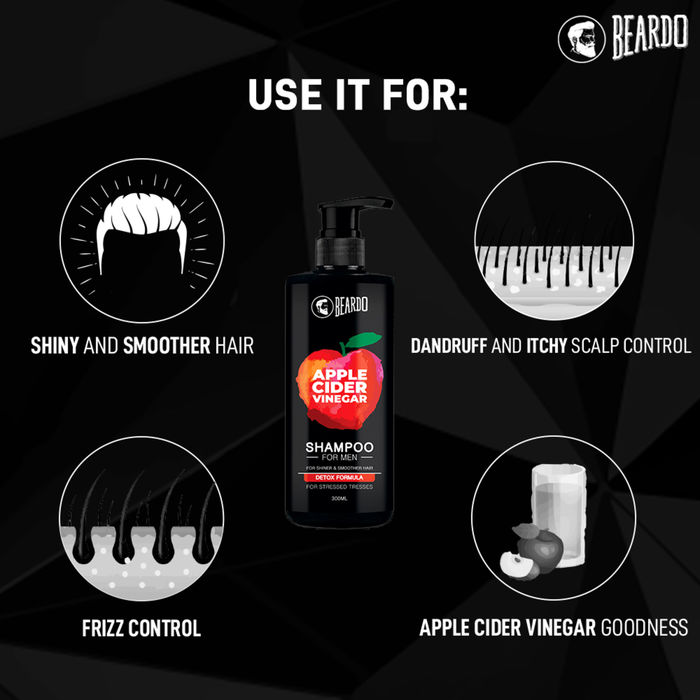 BEARDO
USE IT FOR:
SHINY AND SMOOTHER HAIR
DANDRUFF AND ITCHY SCALP CONTROL
BEARDO
APPLE
CIDER
VINEGAR
SHAMPOO
FOR MEN
FOR SHINER & SMOOTHER HAIR
DETOX FORMULA
FOR STRESSED TRESSES
300ML
FRIZZ CONTROL
APPLE CIDER VINEGAR GOODNESS